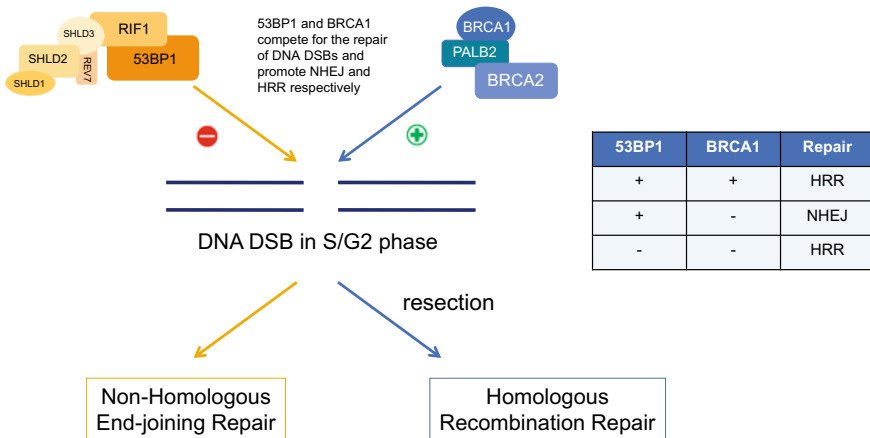 SHLD3
RIF1
SHLD2
REV7
53BP1
SHLD1
53BP1 and BRCA1
compete for the repair
of DNA DSBs and
promote NHEJ and
HRR respectively
BRCA1
PALB2
BRCA2
DNA DSB in S/G2 phase
resection
Non-Homologous
End-joining Repair
Homologous
Recombination Repair
53BP1 BRCA1 Repair
+ + HRR
+ - NHEJ
- - HRR